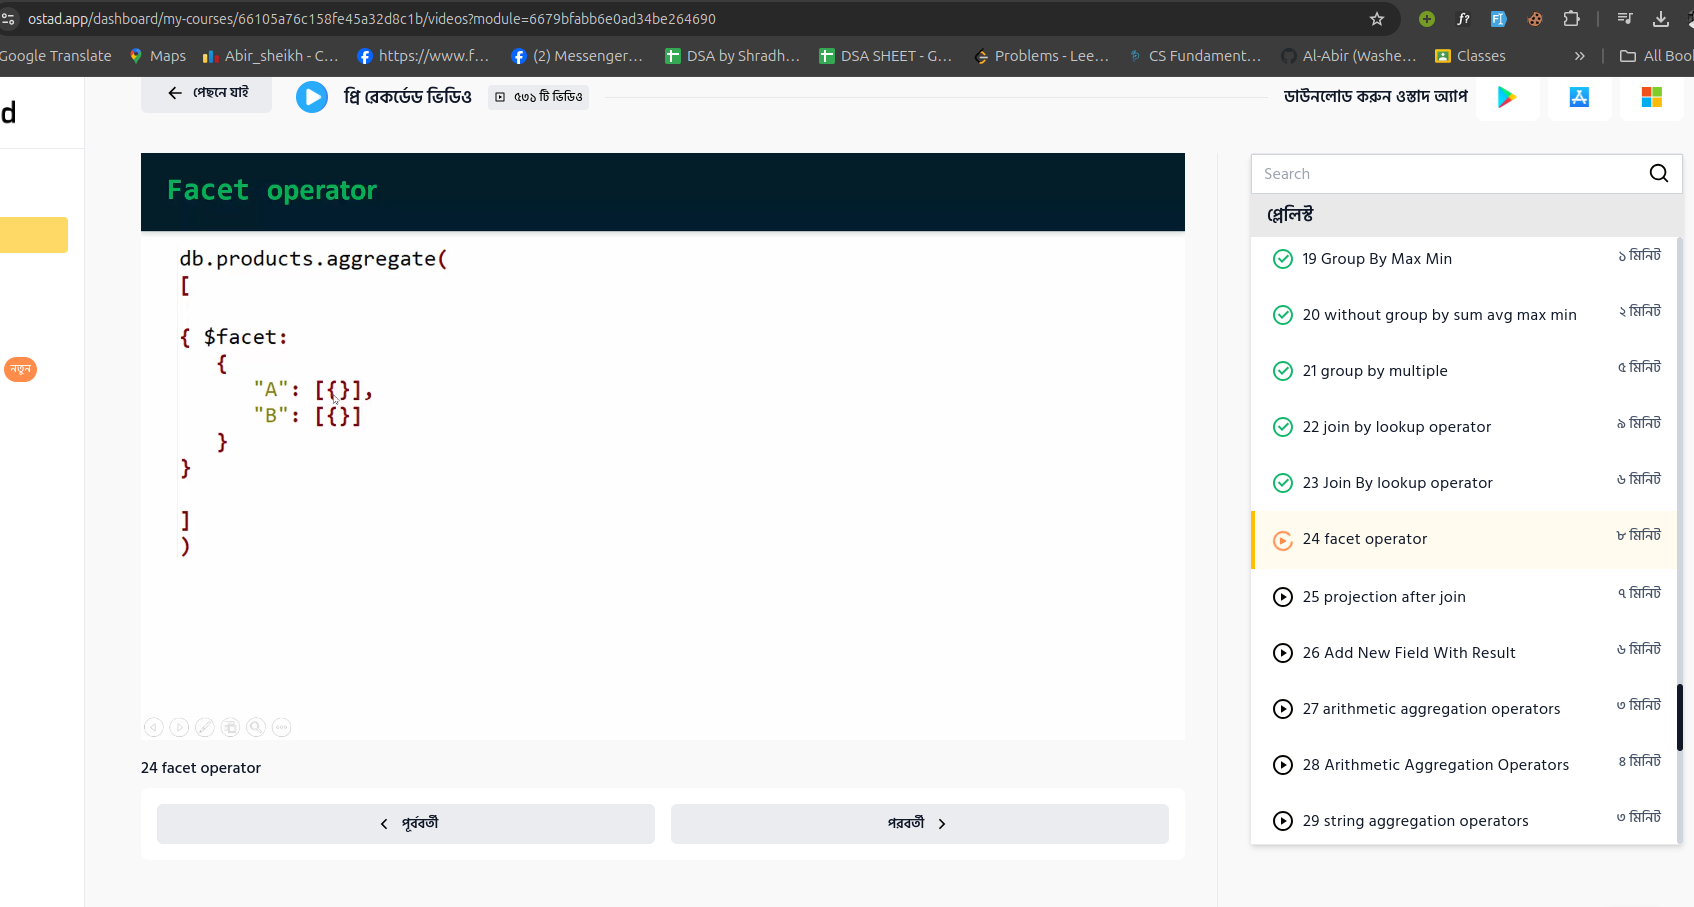 ostad.app/dashboard/my-courses/66105a76c158fe45a32d8c1b/videos?module=6679bfabb6e0ad34be264690
Google Translate Maps Abir_sheikh - C... https://www.f... (2) Messenger... DSA by Shradh... DSA SHEET - G... Problems - Lee... CS Fundament... Al-Abir (Washe... Classes » All Boo
d
পেছনে যাই
প্রি রেকর্ডেড ভিডিও
৫৩১ টি ভিডিও
ডাউনলোড করুন ওস্তাদ অ্যাপ
নতুন
Facet operator
db.products.aggregate(
[
{ $facet:
{
"A": [{}],
"B": [{}]
}
}
]
)
24 facet operator
পূর্ববর্তী
পরবর্তী
Search
প্লেলিস্ট
19 Group By Max Min ১ মিনিট
20 without group by sum avg max min ২ মিনিট
21 group by multiple ৫ মিনিট
22 join by lookup operator ৯ মিনিট
23 Join By lookup operator ৬ মিনিট
24 facet operator ৮ মিনিট
25 projection after join ৭ মিনিট
26 Add New Field With Result ৬ মিনিট
27 arithmetic aggregation operators ৩ মিনিট
28 Arithmetic Aggregation Operators ৪ মিনিট
29 string aggregation operators ৩ মিনিট